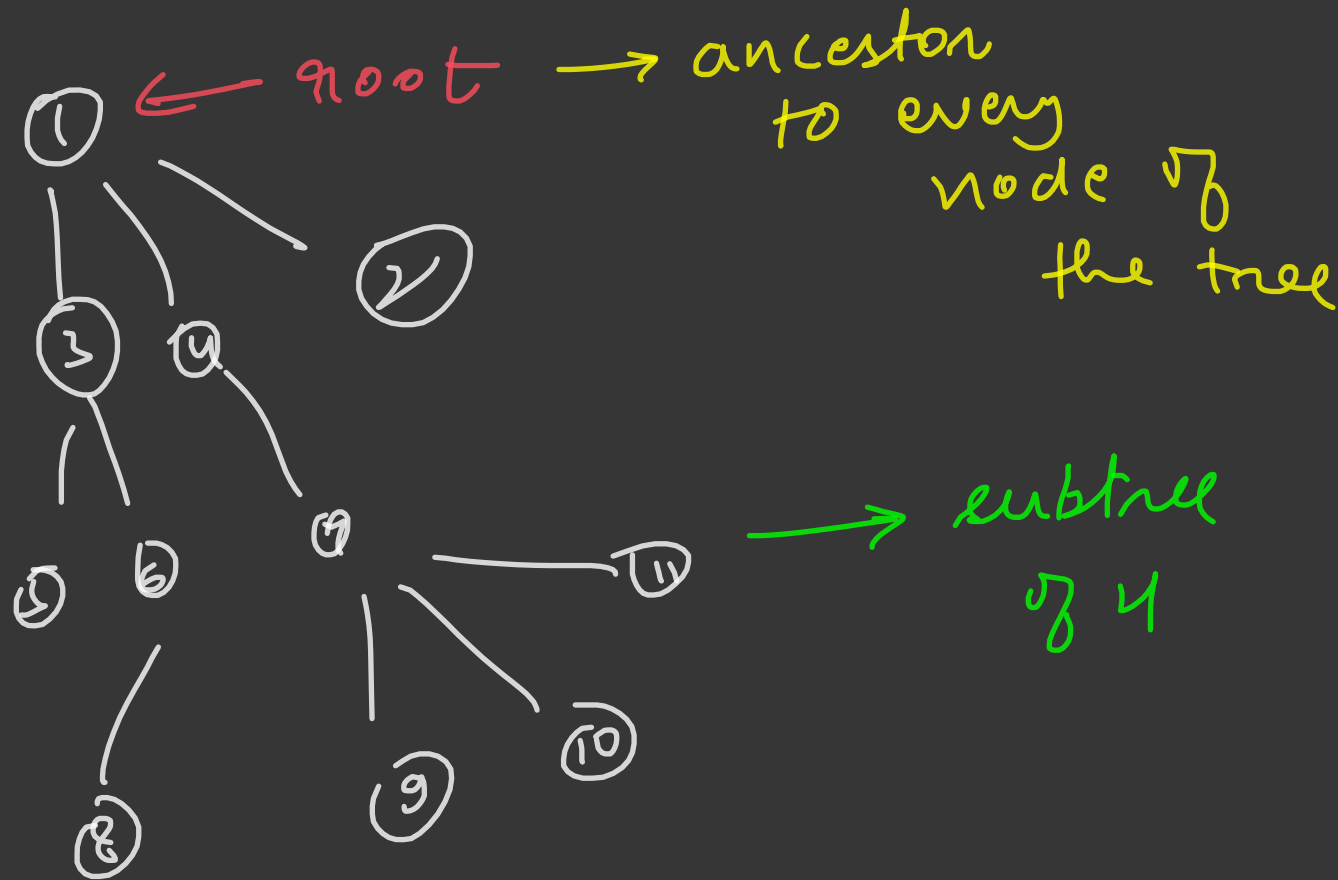 root → ancestor
to every
node of
the tree
1
2
3 4
subtree
of 4
7 11
5 6
10
9
8